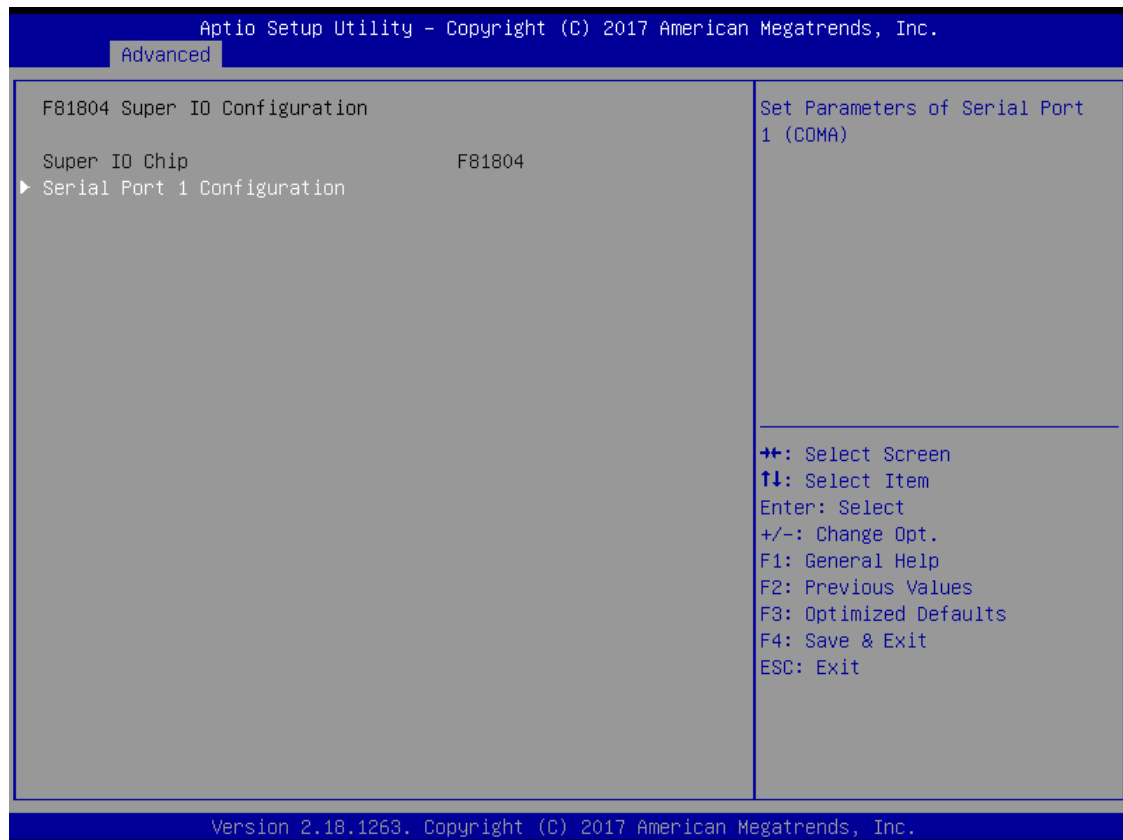 Aptio Setup Utility – Copyright (C) 2017 American Megatrends, Inc.
Advanced
F81804 Super IO Configuration
Super IO Chip F81804
▶ Serial Port 1 Configuration
Set Parameters of Serial Port
1 (COMA)
→←: Select Screen
↑↓: Select Item
Enter: Select
+/-: Change Opt.
F1: General Help
F2: Previous Values
F3: Optimized Defaults
F4: Save & Exit
ESC: Exit
Version 2.18.1263. Copyright (C) 2017 American Megatrends, Inc.